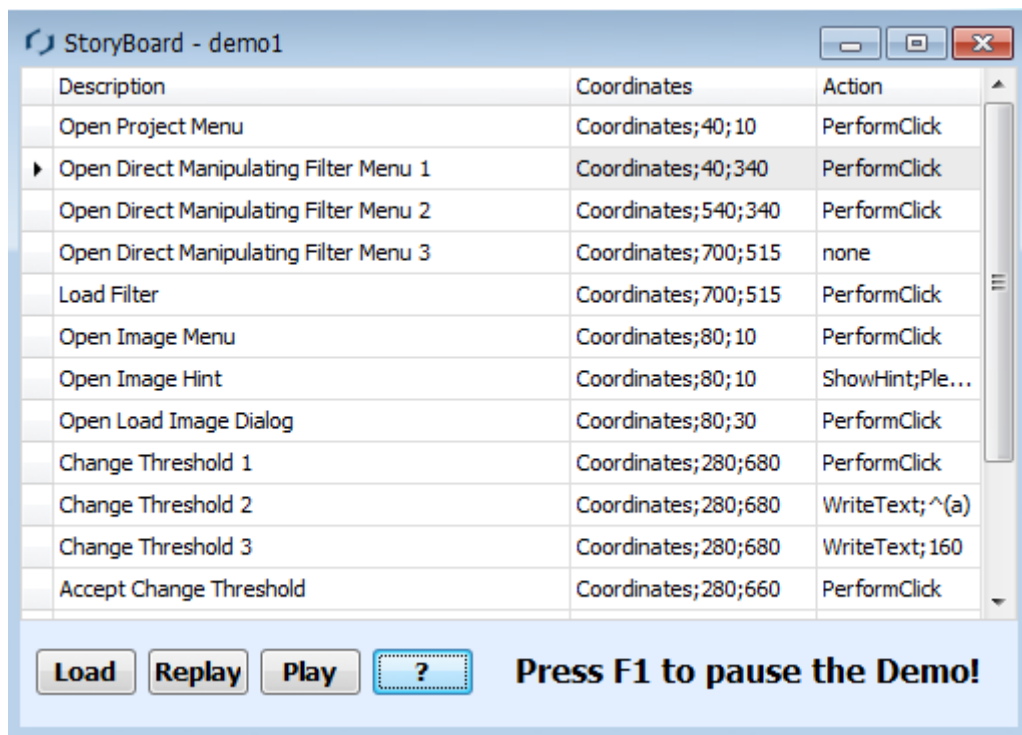 StoryBoard - demo1
Description Coordinates Action
Open Project Menu Coordinates;40;10 PerformClick
Open Direct Manipulating Filter Menu 1 Coordinates;40;340 PerformClick
Open Direct Manipulating Filter Menu 2 Coordinates;540;340 PerformClick
Open Direct Manipulating Filter Menu 3 Coordinates;700;515 none
Load Filter Coordinates;700;515 PerformClick
Open Image Menu Coordinates;80;10 PerformClick
Open Image Hint Coordinates;80;10 ShowHint;Ple...
Open Load Image Dialog Coordinates;80;30 PerformClick
Change Threshold 1 Coordinates;280;680 PerformClick
Change Threshold 2 Coordinates;280;680 WriteText;^(a)
Change Threshold 3 Coordinates;280;680 WriteText;160
Accept Change Threshold Coordinates;280;660 PerformClick
Load Replay Play ? Press F1 to pause the Demo!